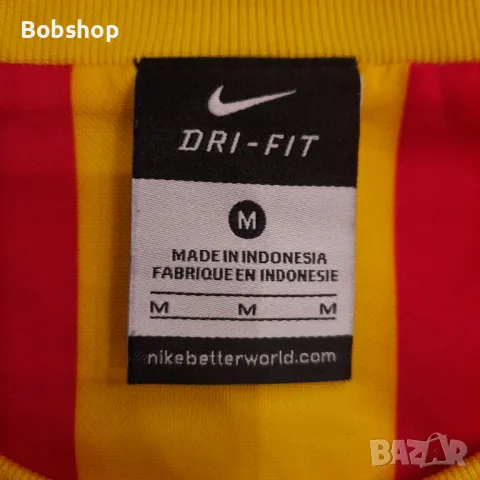 Bobshop
DRI-FIT
M
MADE IN INDONESIA
FABRIQUE EN INDONESIE
M M M
nikebetterworld.com
BAZAR